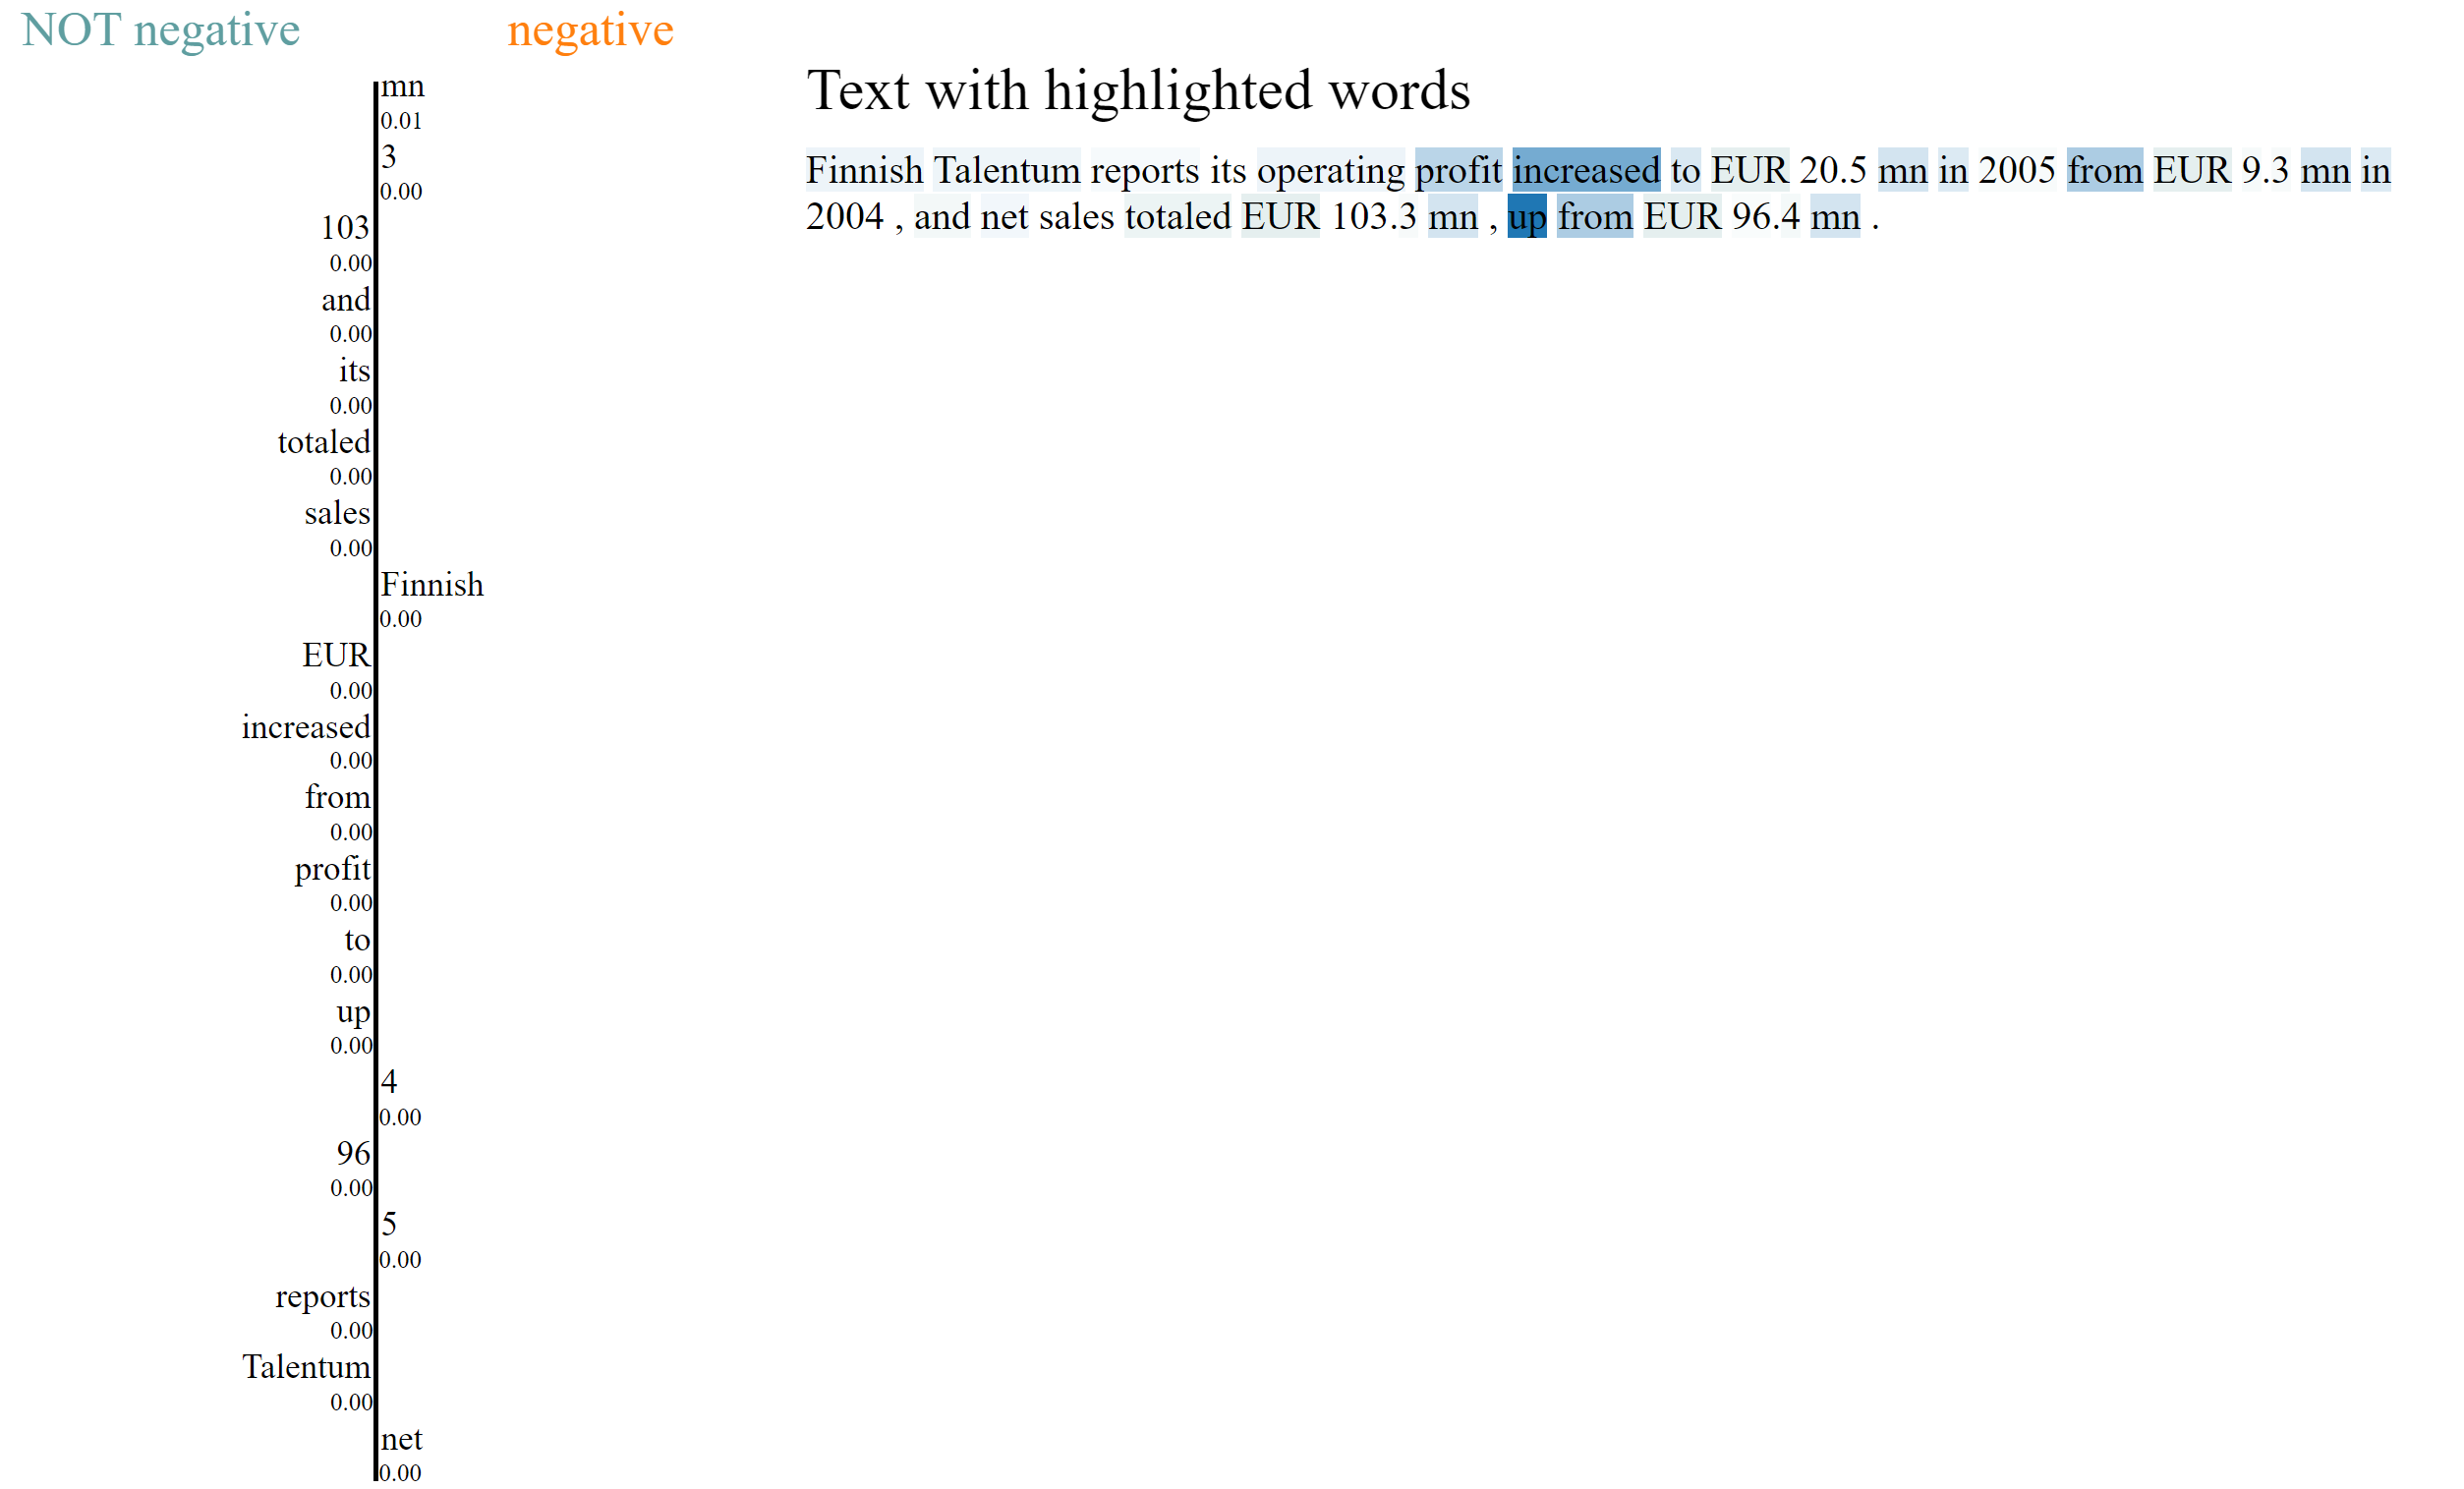 NOT negative
negative
mn
0.01
3
0.00
103
0.00
and
0.00
its
0.00
totaled
0.00
sales
0.00
Finnish
0.00
EUR
0.00
increased
0.00
from
0.00
profit
0.00
to
0.00
up
0.00
4
0.00
96
0.00
5
0.00
reports
0.00
Talentum
0.00
net
0.00
Text with highlighted words
Finnish Talentum reports its operating profit increased to EUR 20.5 mn in 2005 from EUR 9.3 mn in
2004 , and net sales totaled EUR 103.3 mn , up from EUR 96.4 mn .